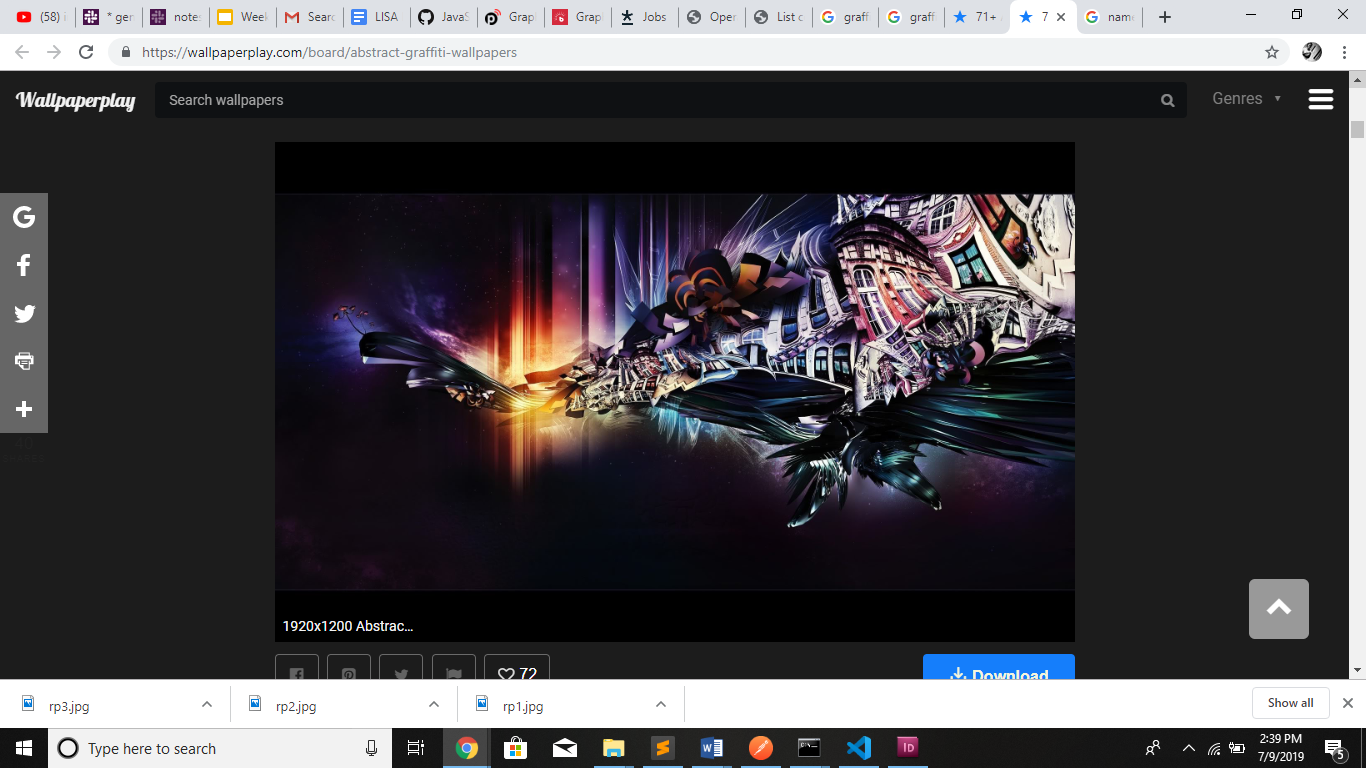 (58) i
* ger
notes
Week
Searc
LISA
JavaS
Grap
Grap
Jobs
Oper
List c
graff
graff
71+
7
name
https://wallpaperplay.com/board/abstract-graffiti-wallpapers
Wallpaperplay
Search wallpapers
Genres
1920x1200 Abstrac...
72
Download
rp3.jpg
rp2.jpg
rp1.jpg
Show all
Type here to search
2:39 PM
7/9/2019
5